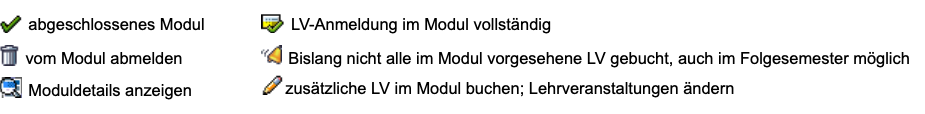 abgeschlossenes Modul
LV-Anmeldung im Modul vollständig
vom Modul abmelden
Bislang nicht alle im Modul vorgesehene LV gebucht, auch im Folgesemester möglich
Moduldetails anzeigen
zusätzliche LV im Modul buchen; Lehrveranstaltungen ändern